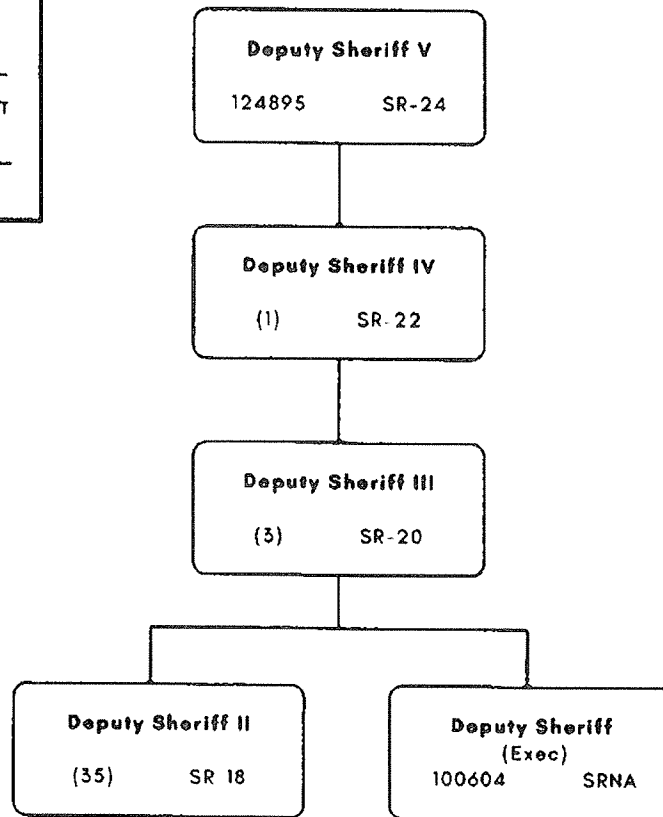 T
Deputy Sheriff V
124895 SR-24
Deputy Sheriff IV
(1) SR-22
Deputy Sheriff III
(3) SR-20
Deputy Sheriff II
(35) SR 18
Deputy Sheriff
(Exec)
100604 SRNA